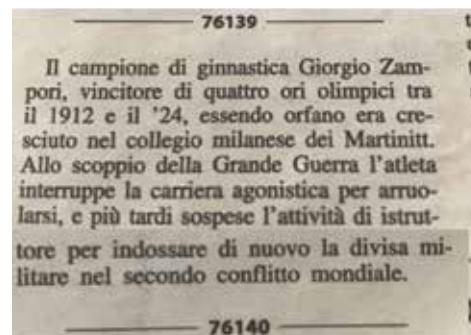 76139
Il campione di ginnastica Giorgio Zam-
pori, vincitore di quattro ori olimpici tra
il 1912 e il ’24, essendo orfano era cre-
sciuto nel collegio milanese dei Martinitt.
Allo scoppio della Grande Guerra l’atleta
interruppe la carriera agonistica per arruo-
larsi, e più tardi sospese l’attività di istrut-
tore per indossare di nuovo la divisa mi-
litare nel secondo conflitto mondiale.
76140